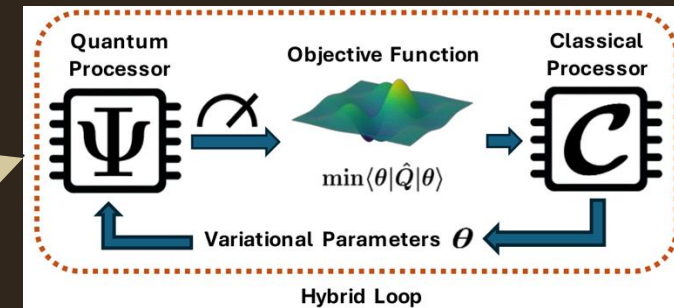 Quantum
Processor
Objective Function
Classical
Processor
Ψ
C
min⟨θ|Q̂|θ⟩
Variational Parameters θ
Hybrid Loop